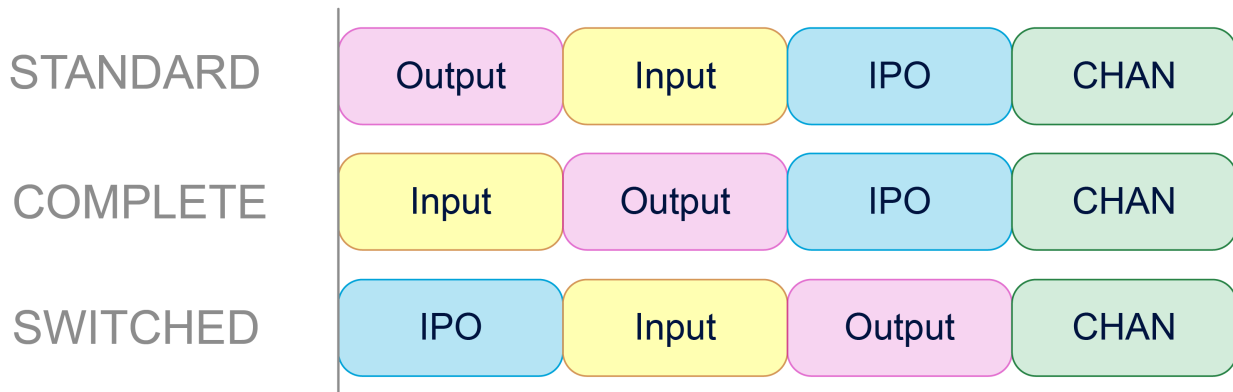 STANDARD Output Input IPO CHAN
COMPLETE Input Output IPO CHAN
SWITCHED IPO Input Output CHAN